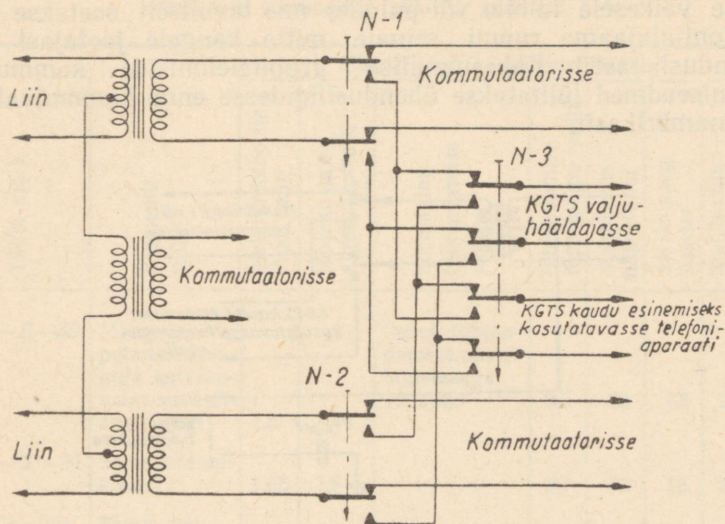 N-1
Kommutaatorisse
Liin
N-3
KGTS valju-
hääldajasse
Kommutaatorisse
KGTS kaudu esinemiseks
kasutatavasse telefoni-
aparaati
N-2
Liin
Kommutaatorisse